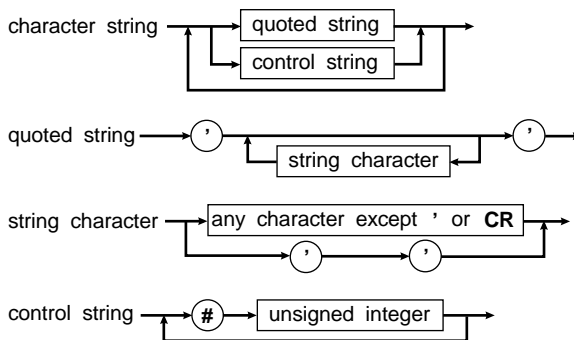 character string quoted string
control string
quoted string ’ ’
string character
string character any character except ’ or CR
’ ’
control string # unsigned integer